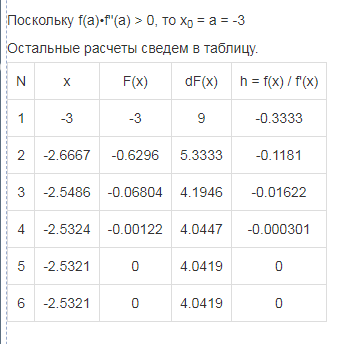 Поскольку f(a)•f''(a) > 0, то x0 = a = -3
Остальные расчеты сведем в таблицу.
N x F(x) dF(x) h = f(x) / f'(x)
1 -3 -3 9 -0.3333
2 -2.6667 -0.6296 5.3333 -0.1181
3 -2.5486 -0.06804 4.1946 -0.01622
4 -2.5324 -0.00122 4.0447 -0.000301
5 -2.5321 0 4.0419 0
6 -2.5321 0 4.0419 0